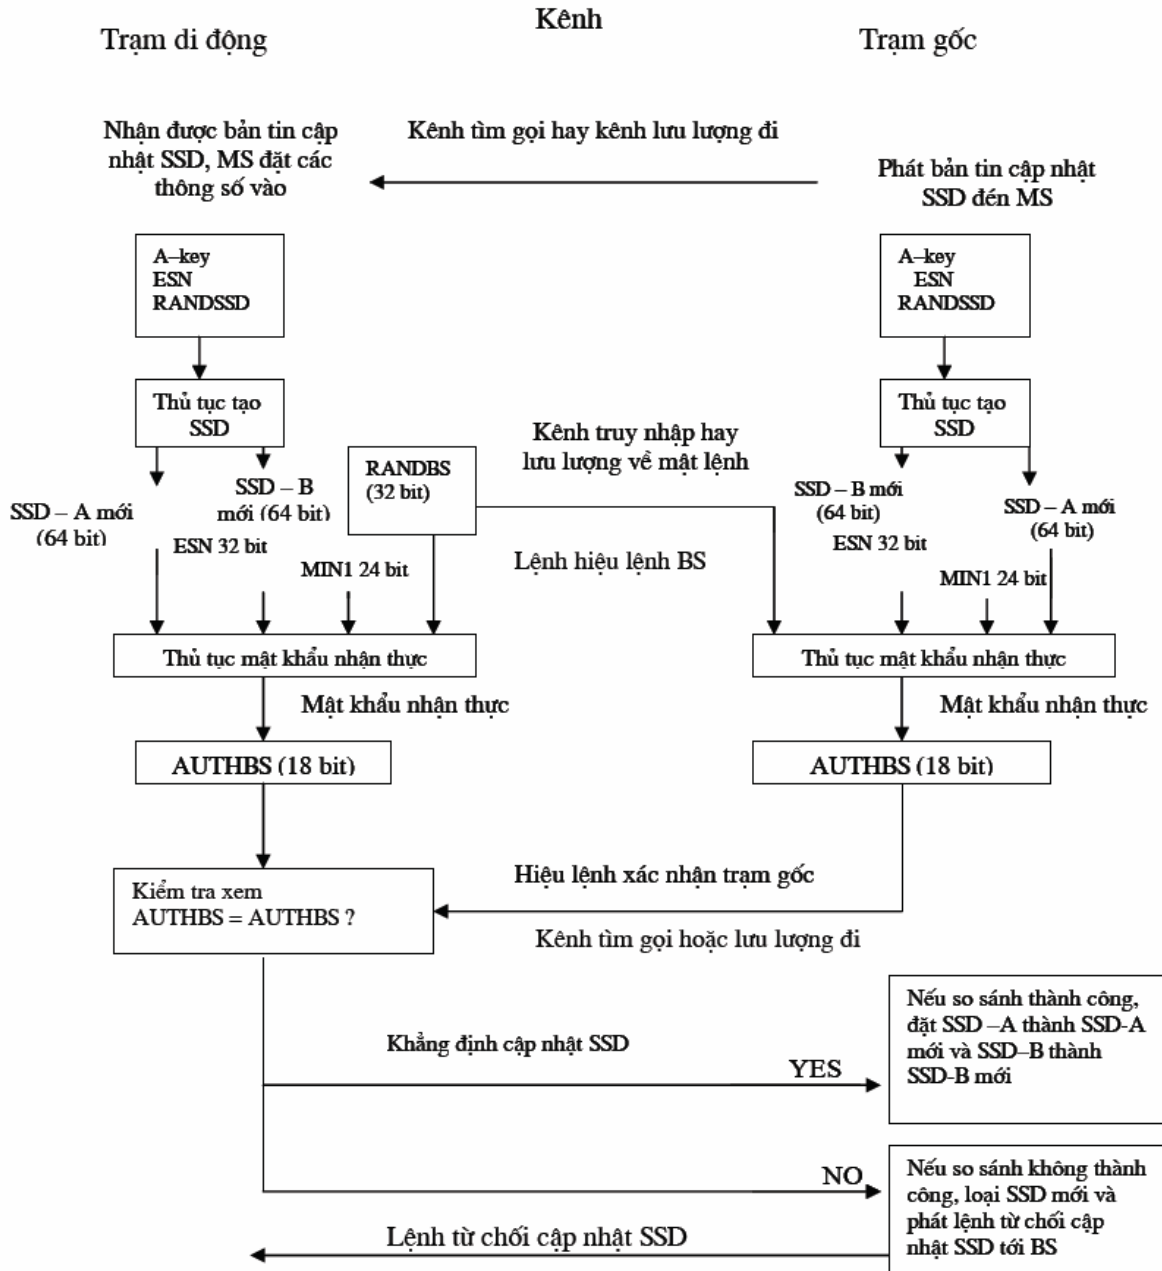 Kênh
Trạm di động
Trạm gốc
Nhận được bản tin cập
nhật SSD, MS đặt các
thông số vào
Kênh tìm gọi hay kênh lưu lượng đi
Phát bản tin cập nhật
SSD đén MS
A–key
ESN
RANDSSD
A–key
ESN
RANDSSD
Thủ tục tạo
SSD
Thủ tục tạo
SSD
Kênh truy nhập hay
lưu lượng về mật lệnh
RANDBS
(32 bit)
SSD – A mới
(64 bit)
SSD – B
mới (64 bit)
ESN 32 bit
MIN1 24 bit
Lệnh hiệu lệnh BS
SSD – B mới
(64 bit)
ESN 32 bit
SSD – A mới
(64 bit)
MIN1 24 bit
Thủ tục mật khẩu nhận thực
Thủ tục mật khẩu nhận thực
Mật khẩu nhận thực
Mật khẩu nhận thực
AUTHBS (18 bit)
AUTHBS (18 bit)
Kiểm tra xem
AUTHBS = AUTHBS ?
Hiệu lệnh xác nhận trạm gốc
Kênh tìm gọi hoặc lưu lượng đi
Nếu so sánh thành công,
đặt SSD –A thành SSD-A
mới và SSD–B thành
SSD-B mới
Khẳng định cập nhật SSD
YES
NO
Nếu so sánh không thành
công, loại SSD mới và
phát lệnh từ chối cập
nhật SSD tới BS
Lệnh từ chối cập nhật SSD